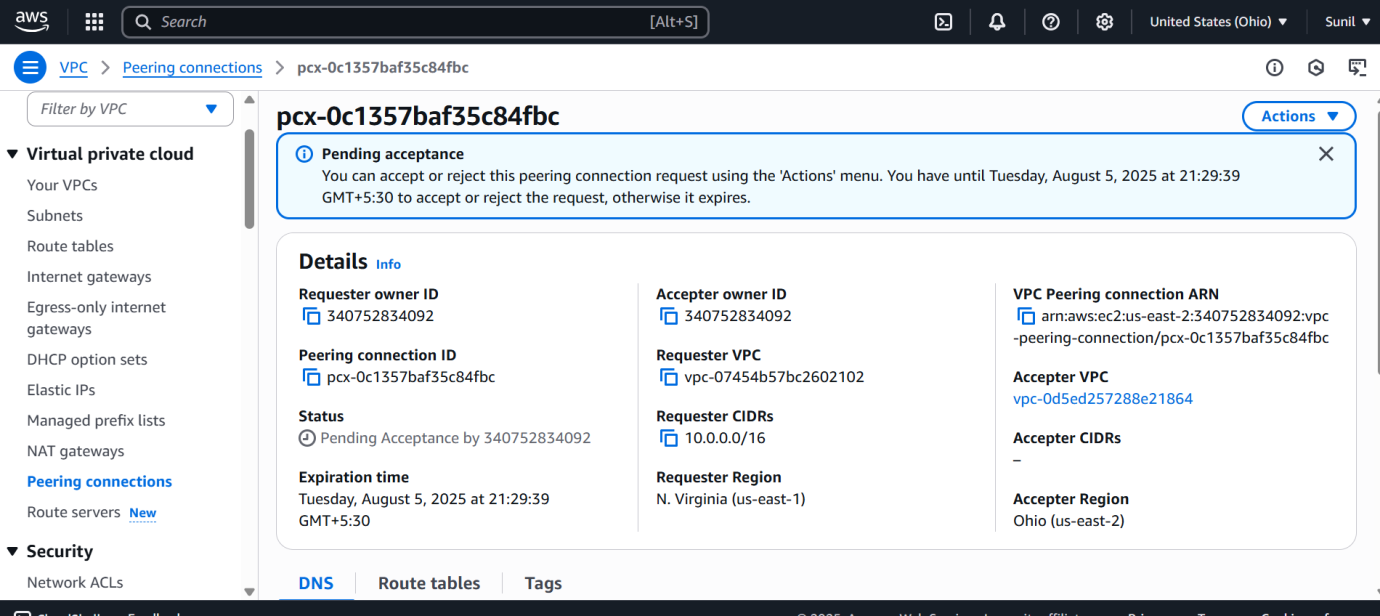 aws
Search [Alt+S] United States (Ohio) Sunil
VPC Peering connections pcx-0c1357baf35c84fbc
Filter by VPC
Virtual private cloud
Your VPCs
Subnets
Route tables
Internet gateways
Egress-only internet
gateways
DHCP option sets
Elastic IPs
Managed prefix lists
NAT gateways
Peering connections
Route servers New
Security
Network ACLs
pcx-0c1357baf35c84fbc
Actions
Pending acceptance
You can accept or reject this peering connection request using the 'Actions' menu. You have until Tuesday, August 5, 2025 at 21:29:39
GMT+5:30 to accept or reject the request, otherwise it expires.
Details Info
Requester owner ID
340752834092
Peering connection ID
pcx-0c1357baf35c84fbc
Status
Pending Acceptance by 340752834092
Expiration time
Tuesday, August 5, 2025 at 21:29:39
GMT+5:30
Accepter owner ID
340752834092
Requester VPC
vpc-07454b57bc2602102
Requester CIDRs
10.0.0.0/16
Requester Region
N. Virginia (us-east-1)
VPC Peering connection ARN
arn:aws:ec2:us-east-2:340752834092:vpc
-peering-connection/pcx-0c1357baf35c84fbc
Accepter VPC
vpc-0d5ed257288e21864
Accepter CIDRs
–
Accepter Region
Ohio (us-east-2)
DNS Route tables Tags